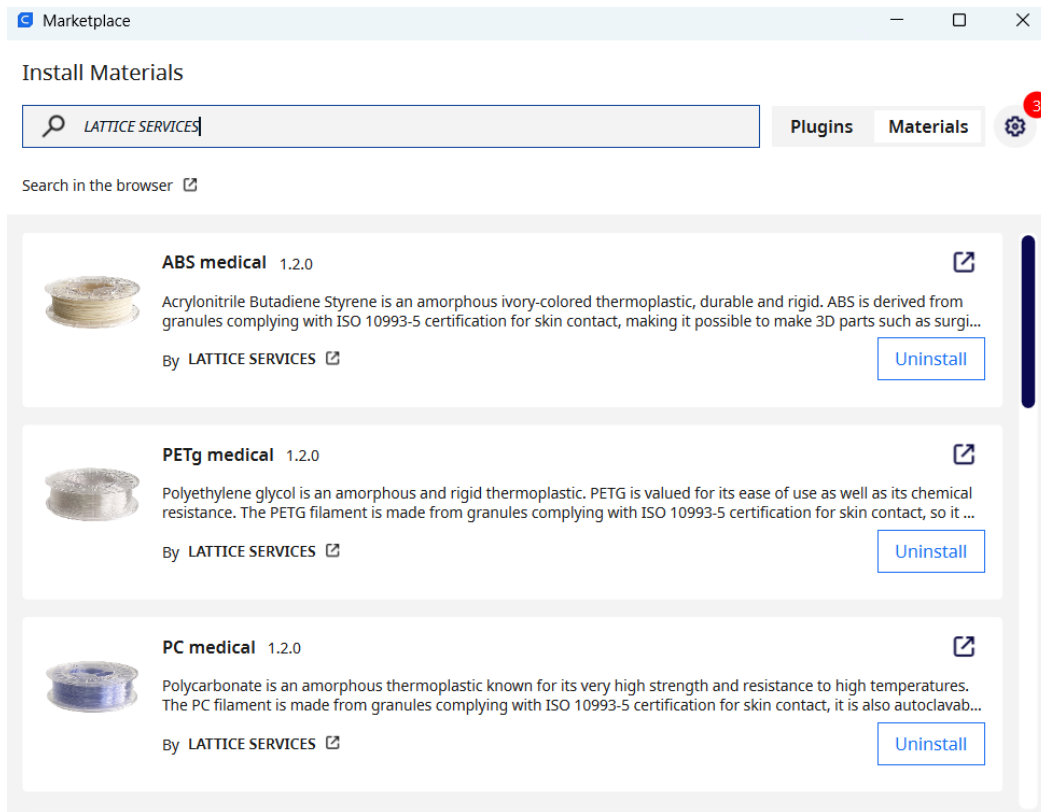 Marketplace
Install Materials
LATTICE SERVICES
Plugins
Materials
3
Search in the browser
ABS medical 1.2.0
Acrylonitrile Butadiene Styrene is an amorphous ivory-colored thermoplastic, durable and rigid. ABS is derived from
granules complying with ISO 10993-5 certification for skin contact, making it possible to make 3D parts such as surgi...
By LATTICE SERVICES
Uninstall
PETg medical 1.2.0
Polyethylene glycol is an amorphous and rigid thermoplastic. PETG is valued for its ease of use as well as its chemical
resistance. The PETG filament is made from granules complying with ISO 10993-5 certification for skin contact, so it ...
By LATTICE SERVICES
Uninstall
PC medical 1.2.0
Polycarbonate is an amorphous thermoplastic known for its very high strength and resistance to high temperatures.
The PC filament is made from granules complying with ISO 10993-5 certification for skin contact, it is also autoclavab...
By LATTICE SERVICES
Uninstall